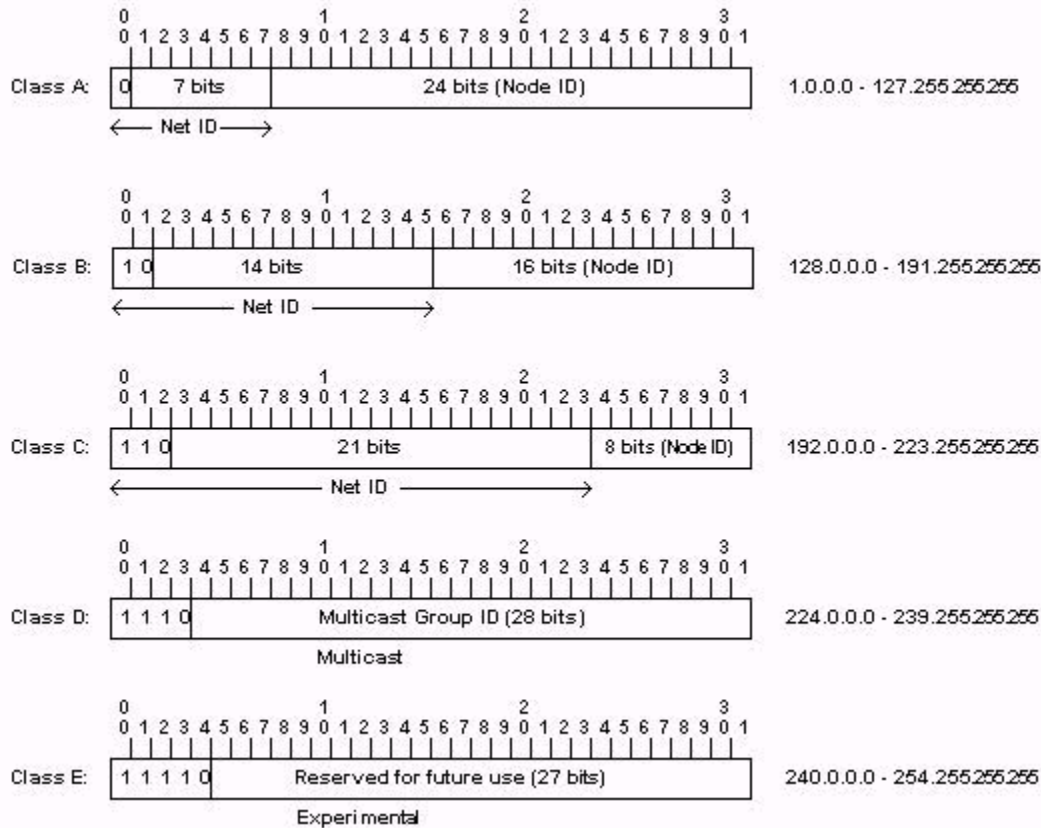 0 1 2 3
0 1 2 3 4 5 6 7 8 9 0 1 2 3 4 5 6 7 8 9 0 1 2 3 4 5 6 7 8 9 0 1
Class A: 0 7 bits 24 bits (Node ID) 1.0.0.0 - 127.255.255.255
Net ID
0 1 2 3
0 1 2 3 4 5 6 7 8 9 0 1 2 3 4 5 6 7 8 9 0 1 2 3 4 5 6 7 8 9 0 1
Class B: 1 0 14 bits 16 bits (Node ID) 128.0.0.0 - 191.255.255.255
Net ID
0 1 2 3
0 1 2 3 4 5 6 7 8 9 0 1 2 3 4 5 6 7 8 9 0 1 2 3 4 5 6 7 8 9 0 1
Class C: 1 1 0 21 bits 8 bits (Node ID) 192.0.0.0 - 223.255.255.255
Net ID
0 1 2 3
0 1 2 3 4 5 6 7 8 9 0 1 2 3 4 5 6 7 8 9 0 1 2 3 4 5 6 7 8 9 0 1
Class D: 1 1 1 0 Multicast Group ID (28 bits) 224.0.0.0 - 239.255.255.255
Multicast
0 1 2 3
0 1 2 3 4 5 6 7 8 9 0 1 2 3 4 5 6 7 8 9 0 1 2 3 4 5 6 7 8 9 0 1
Class E: 1 1 1 1 0 Reserved for future use (27 bits) 240.0.0.0 - 254.255.255.255
Experimental